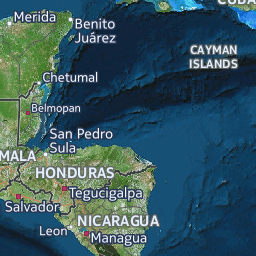 CUBA
Merida
Benito
Juárez
CAYMAN
ISLANDS
Chetumal
Belmopan
San Pedro
Sula
MALA
HONDURAS
Tegucigalpa
Salvador
NICARAGUA
Leon
Managua